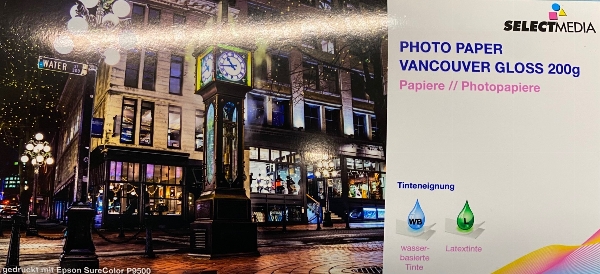 SELECTMEDIA
PHOTO PAPER
VANCOUVER GLOSS 200g
Papiere // Photopapiere
WATER
Tinteneignung
WB
L
wasser-
basierte
Tinte
Latextinte
gedruckt mit Epson SureColor P9500